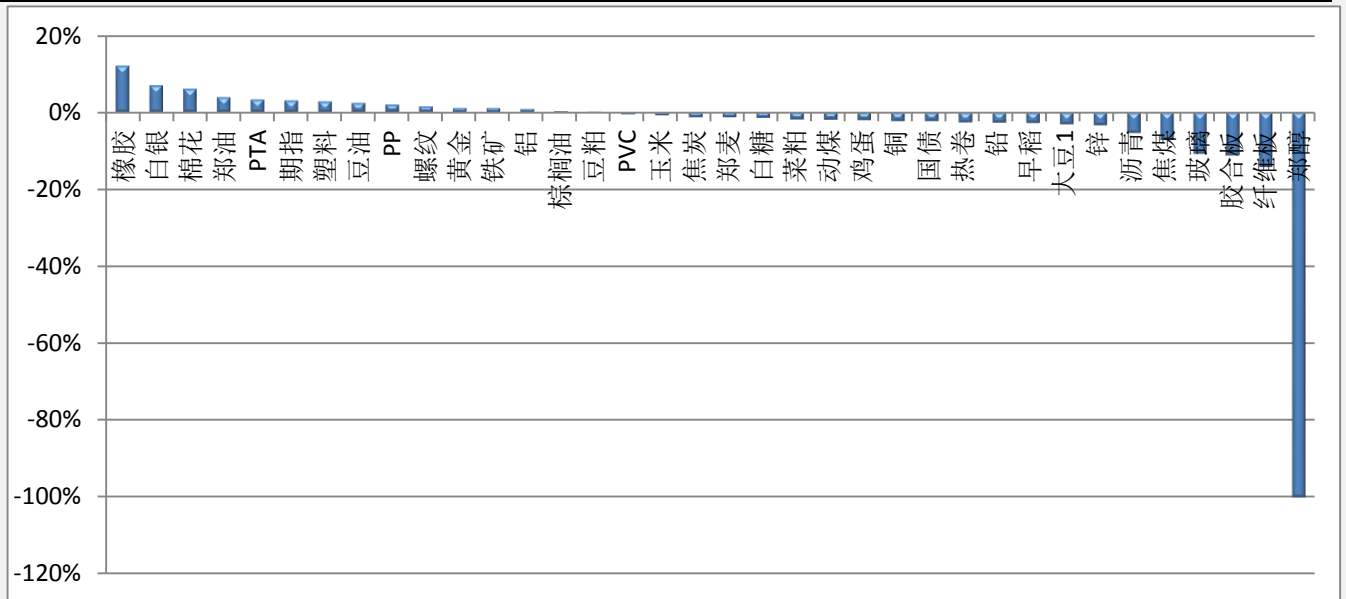 20%
0%
-20%
-40%
-60%
-80%
-100%
-120%
橡胶
白银
棉花
郑油
PTA
期指
塑料
豆油
PP
螺纹
黄金
铁矿
铝
棕榈油
豆粕
PVC
玉米
焦炭
郑麦
白糖
菜粕
动煤
鸡蛋
铜
国债
热卷
铅
早稻
大豆1
锌
沥青
焦煤
玻璃
胶合板
纤维板
郑醇